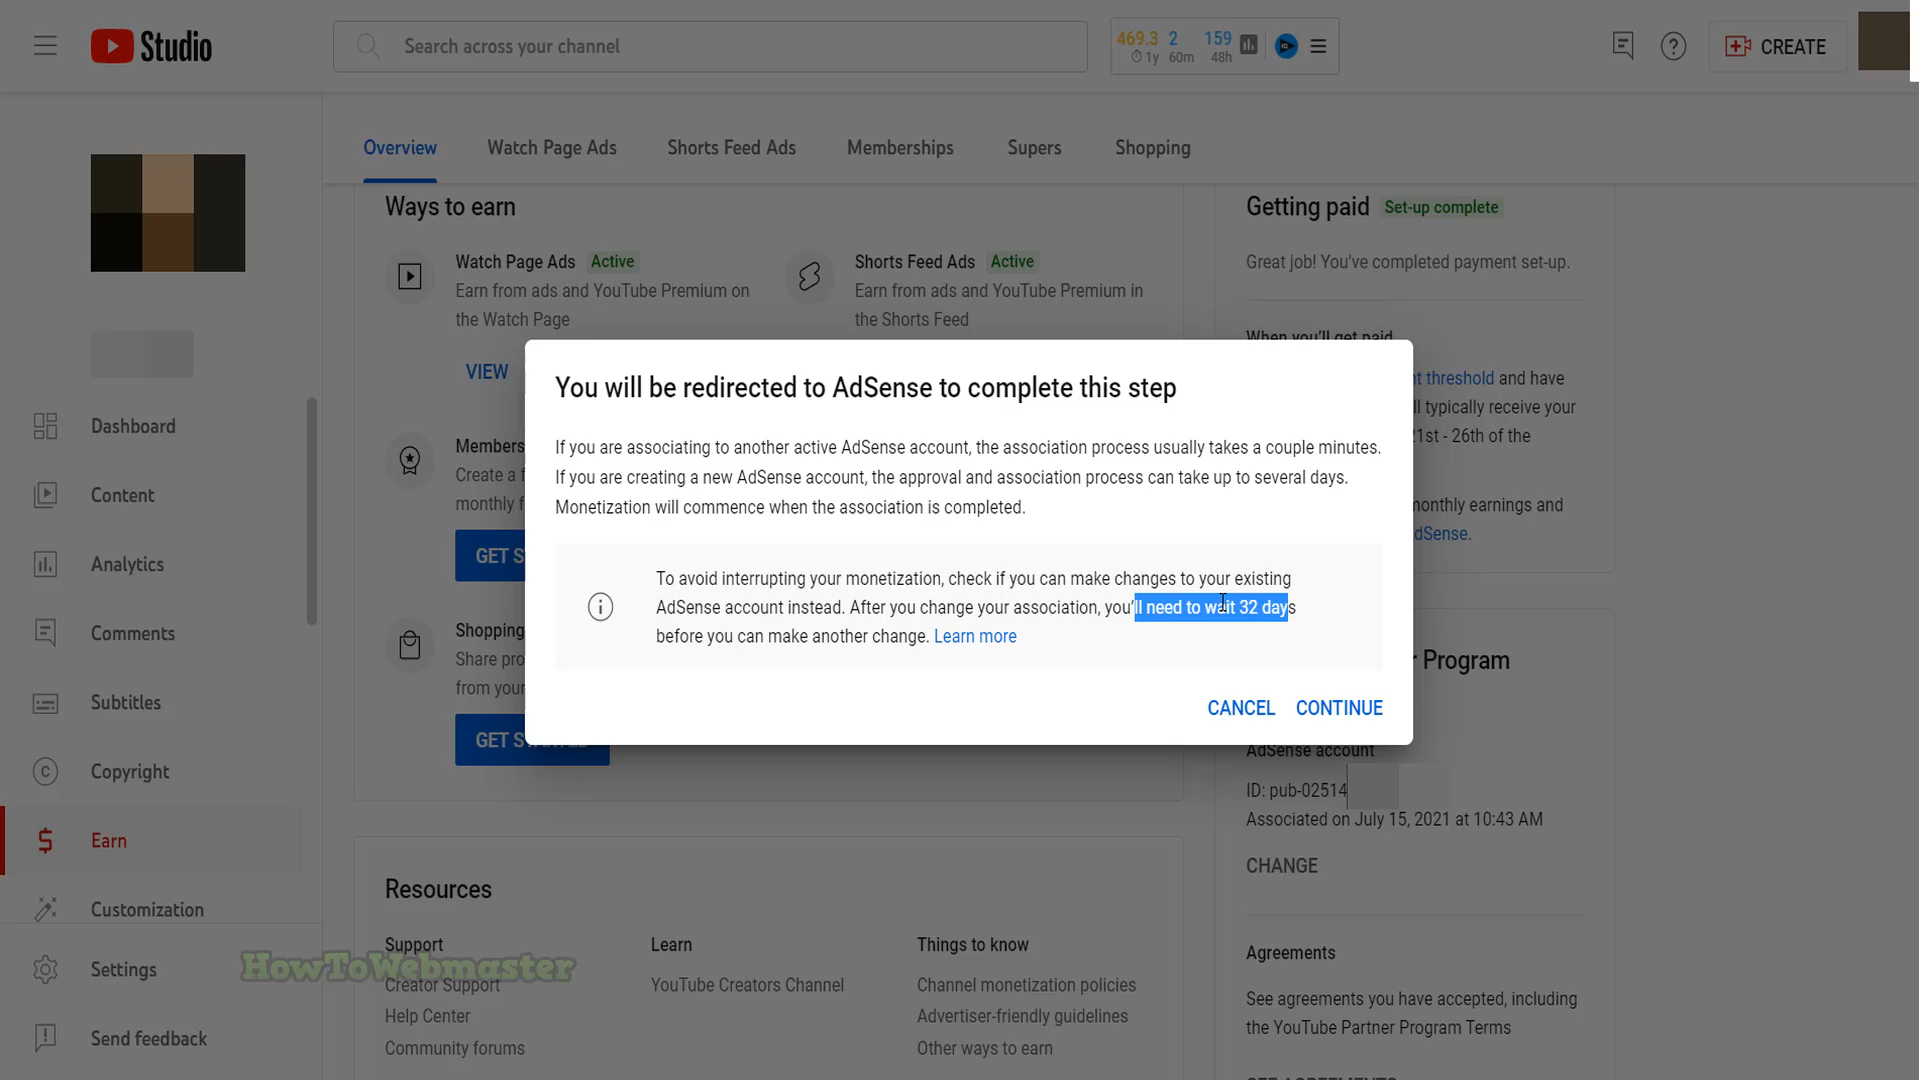 Studio
Search across your channel
469.3 2 159
1y 60m 48h
CREATE
Overview Watch Page Ads Shorts Feed Ads Memberships Supers Shopping
Ways to earn
Watch Page Ads Active
Earn from ads and YouTube Premium on
the Watch Page
VIEW
Shorts Feed Ads Active
Earn from ads and YouTube Premium in
the Shorts Feed
Getting paid Set-up complete
Great job! You've completed payment set-up.
When you'll get paid
threshold and have
typically receive your
21st - 26th of the
earnings and
Members
Create a
monthly
GET
Shopping
Share
from your
GET STARTED
You will be redirected to AdSense to complete this step
If you are associating to another active AdSense account, the association process usually takes a couple minutes.
If you are creating a new AdSense account, the approval and association process can take up to several days.
Monetization will commence when the association is completed.
To avoid interrupting your monetization, check if you can make changes to your existing
AdSense account instead. After you change your association, you'll need to wait 32 days
before you can make another change. Learn more
CANCEL CONTINUE
Program
AdSense account
ID: pub-02514
Associated on July 15, 2021 at 10:43 AM
CHANGE
Agreements
See agreements you have accepted, including
the YouTube Partner Program Terms
Dashboard
Content
Analytics
Comments
Subtitles
Copyright
Earn
Customization
Settings
Send feedback
HowToWebmaster
Resources
Support
Creator Support
Help Center
Community forums
Learn
YouTube Creators Channel
Things to know
Channel monetization policies
Advertiser-friendly guidelines
Other ways to earn